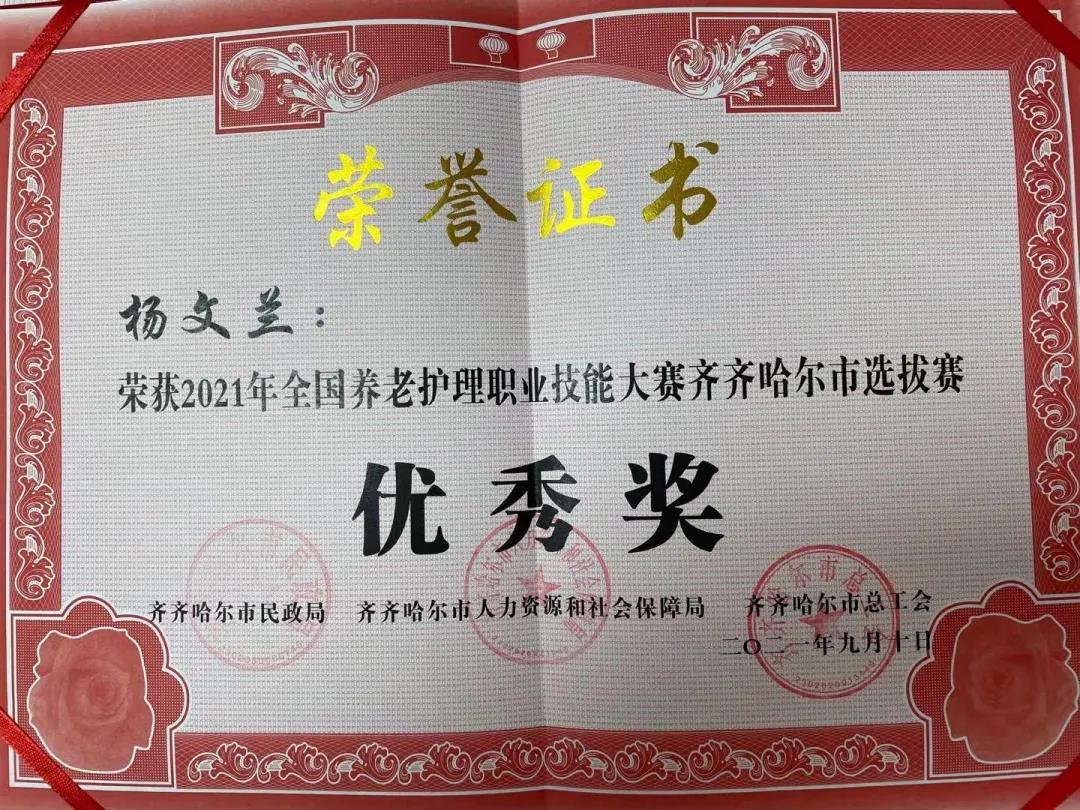 荣誉证书
杨文兰：
荣获2021年全国养老护理职业技能大赛齐齐哈尔市选拔赛
优秀奖
齐齐哈尔市民政局 齐齐哈尔市人力资源和社会保障局 齐齐哈尔市总工会
二〇二一年九月十日